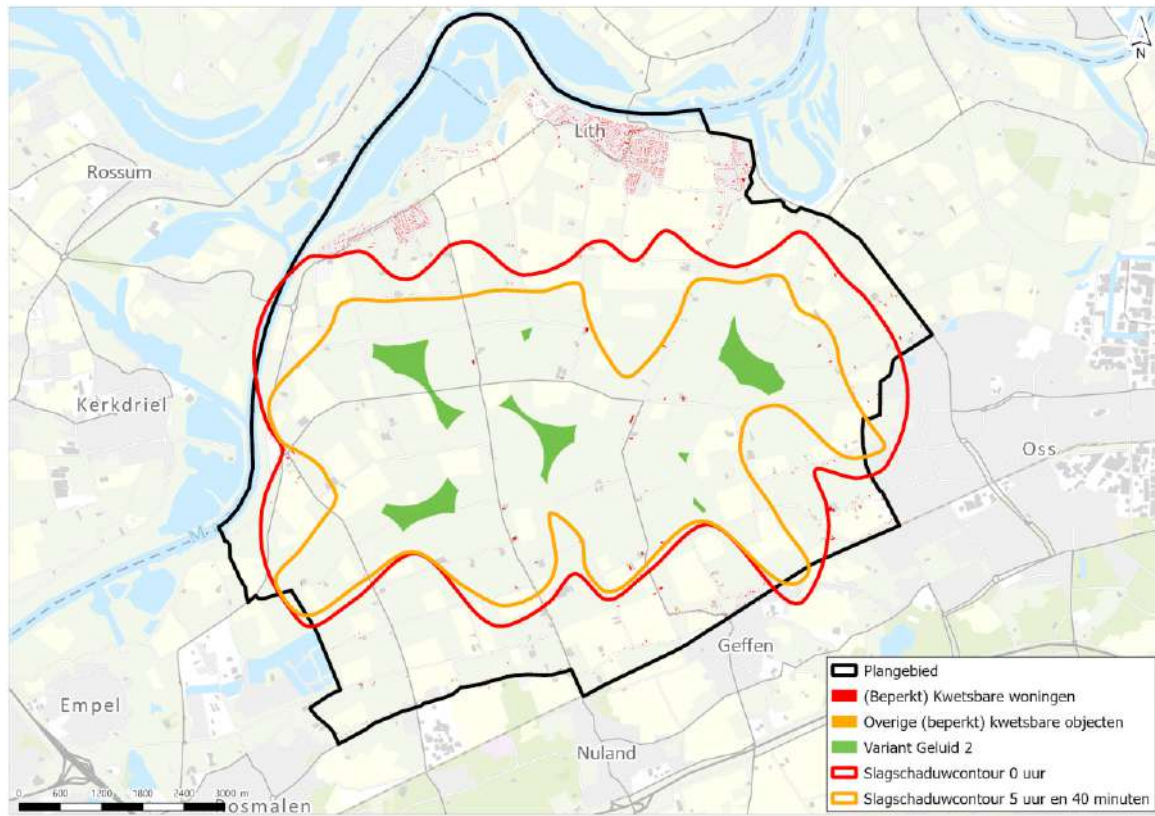 N
Lith
Rossum
Kerkdriel
Oss
M
Geffen
Empel
Nuland
Rosmalen
0 600 1200 1800 2400 3000 m
Plangebied
(Beperkt) Kwetsbare woningen
Overige (beperkt) kwetsbare objecten
Variant Geluid 2
Slagschaduwcontour 0 uur
Slagschaduwcontour 5 uur en 40 minuten